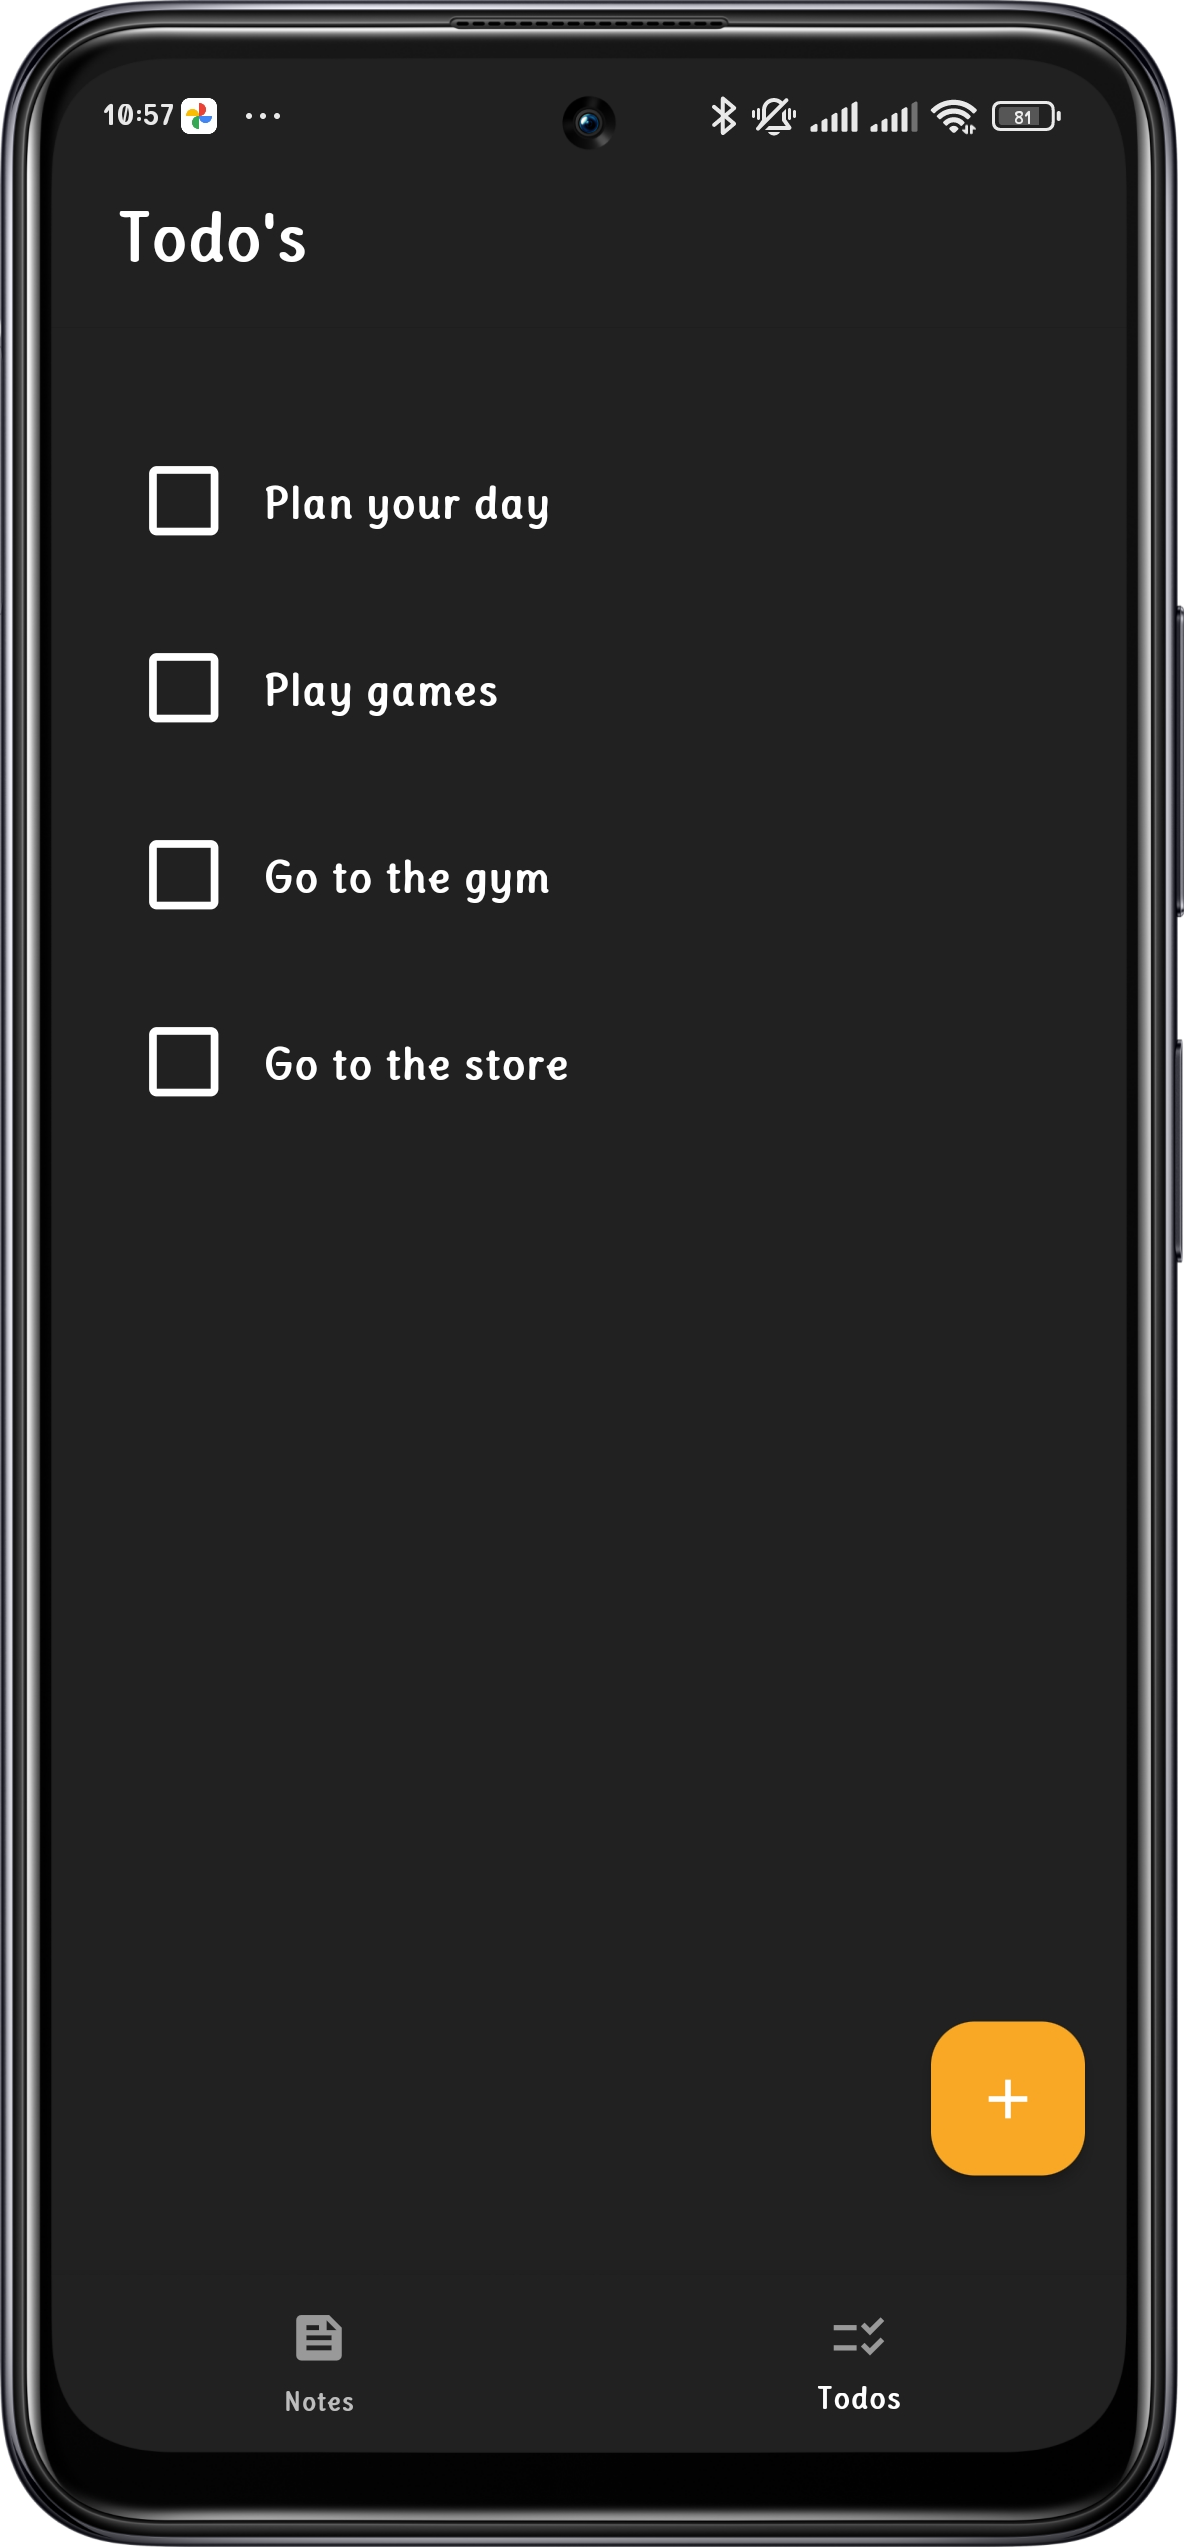 10:57 ... 81
Todo's
Plan your day
Play games
Go to the gym
Go to the store
Notes Todos